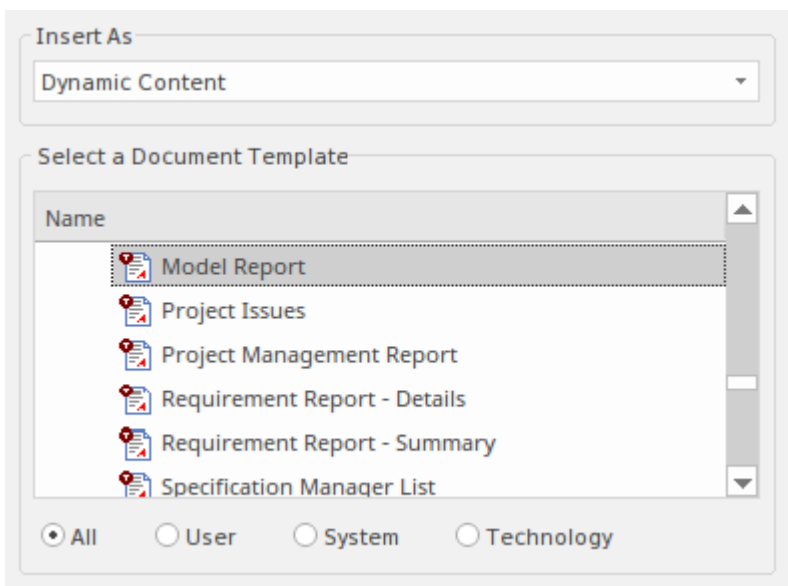 Insert As
Dynamic Content
Select a Document Template
Name
Model Report
Project Issues
Project Management Report
Requirement Report - Details
Requirement Report - Summary
Specification Manager List
All User System Technology